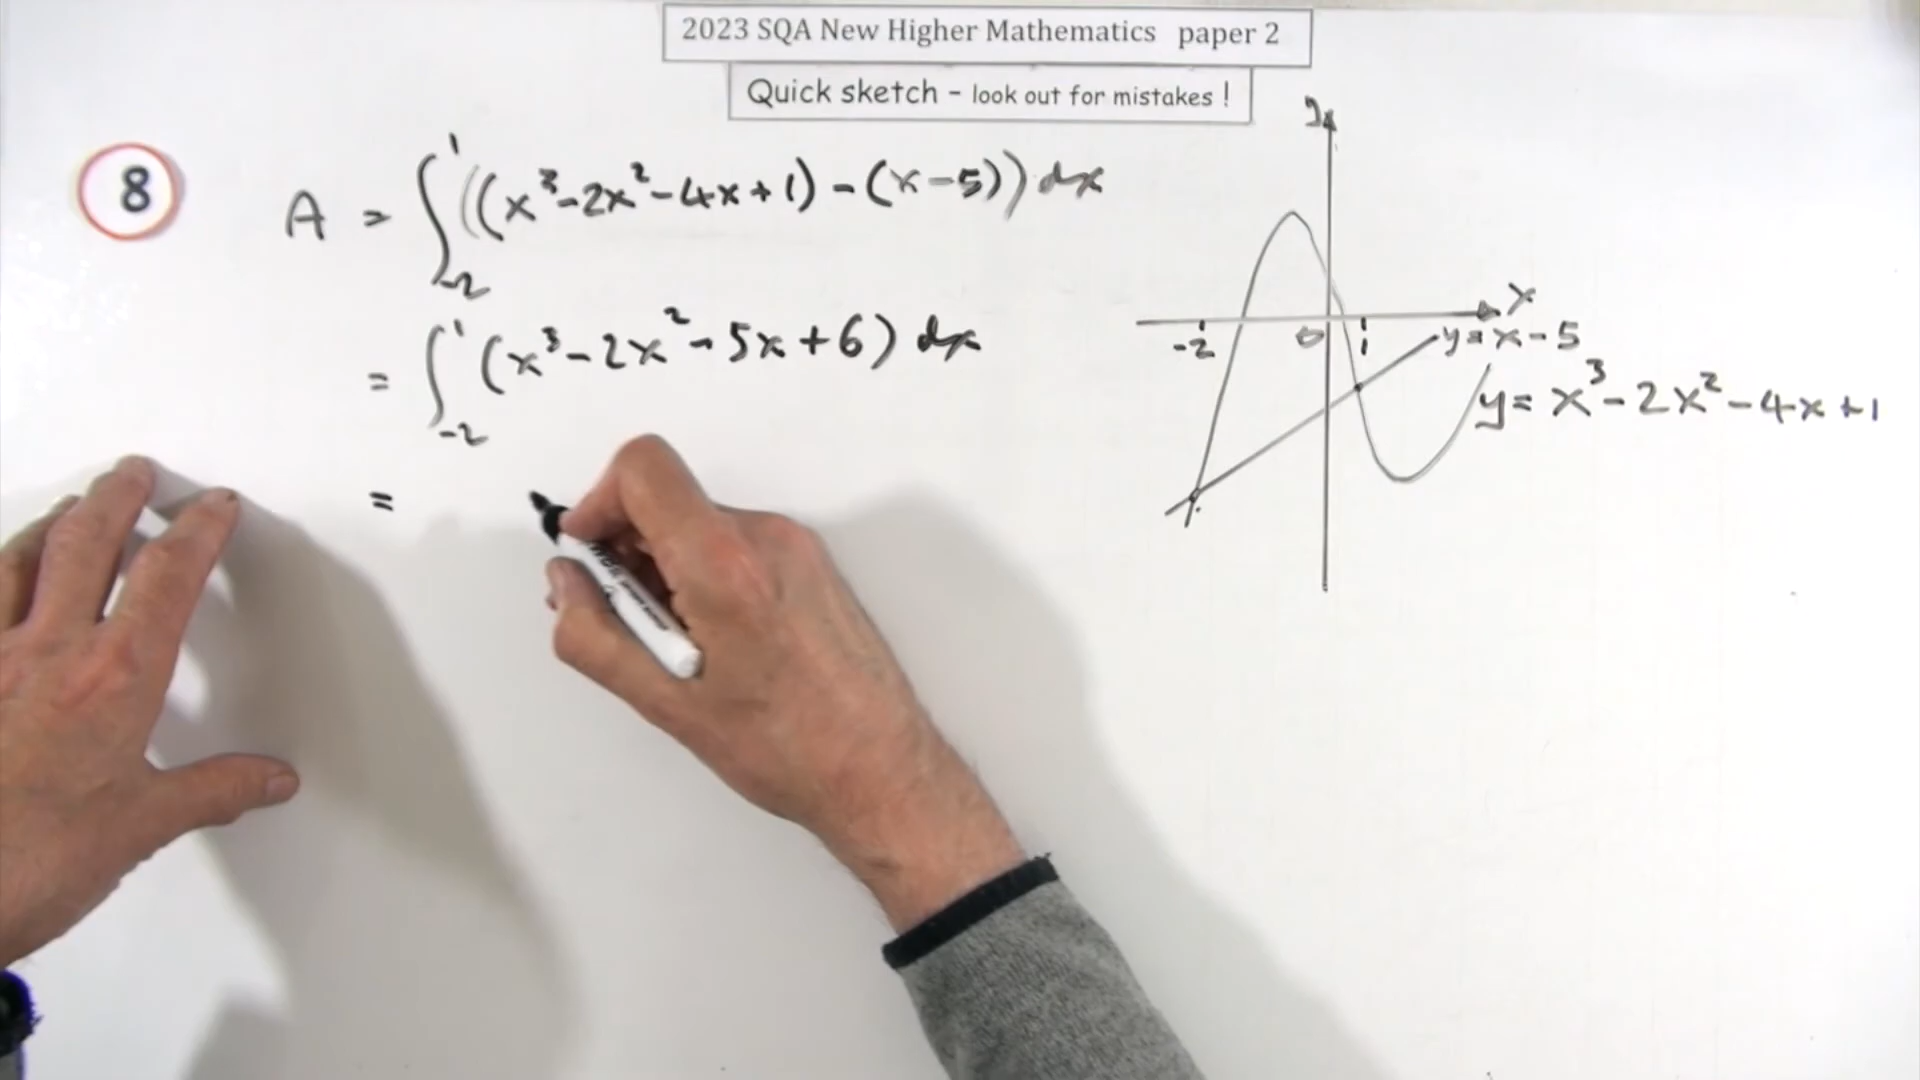 2023 SQA New Higher Mathematics paper 2
Quick sketch - look out for mistakes !
8
A = ∫₋₂¹ ((x³-2x²-4x+1)-(x-5))dx
= ∫₋₂¹ (x³-2x²-5x+6) dx
=
y
x
-2 0 1
y=x-5
y=x³-2x²-4x+1